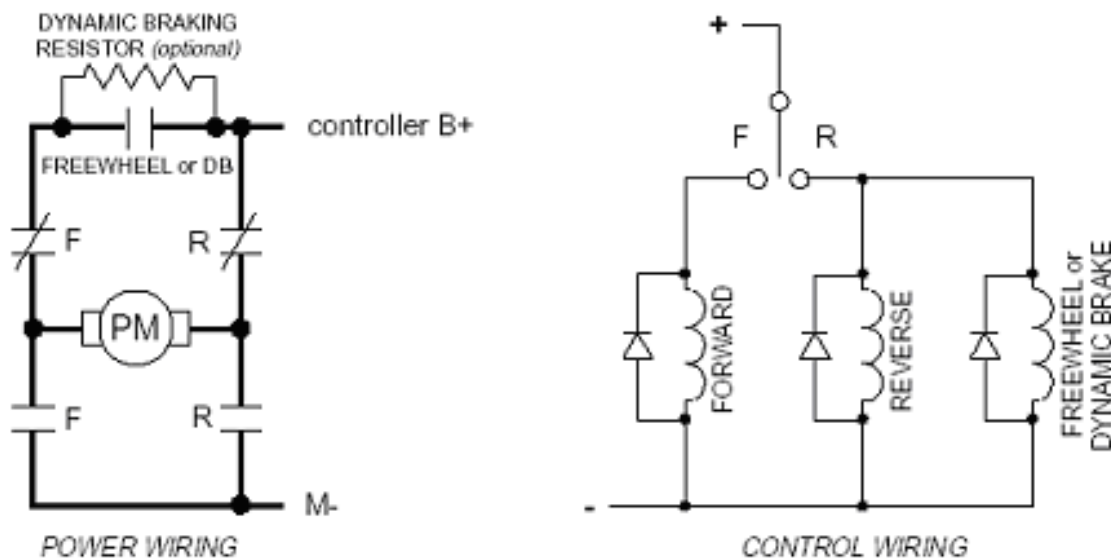 DYNAMIC BRAKING
RESISTOR (optional)
controller B+
FREEWHEEL or DB
F
R
PM
F
R
M-
POWER WIRING
+
F
R
FORWARD
REVERSE
FREEWHEEL or
DYNAMIC BRAKE
-
CONTROL WIRING